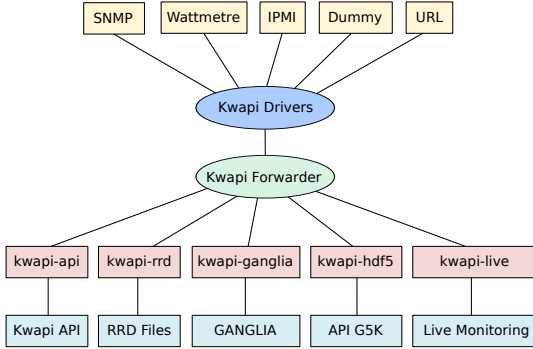 SNMP
Wattmetre
IPMI
Dummy
URL
Kwapi Drivers
Kwapi Forwarder
kwapi-api
kwapi-rrd
kwapi-ganglia
kwapi-hdf5
kwapi-live
Kwapi API
RRD Files
GANGLIA
API G5K
Live Monitoring